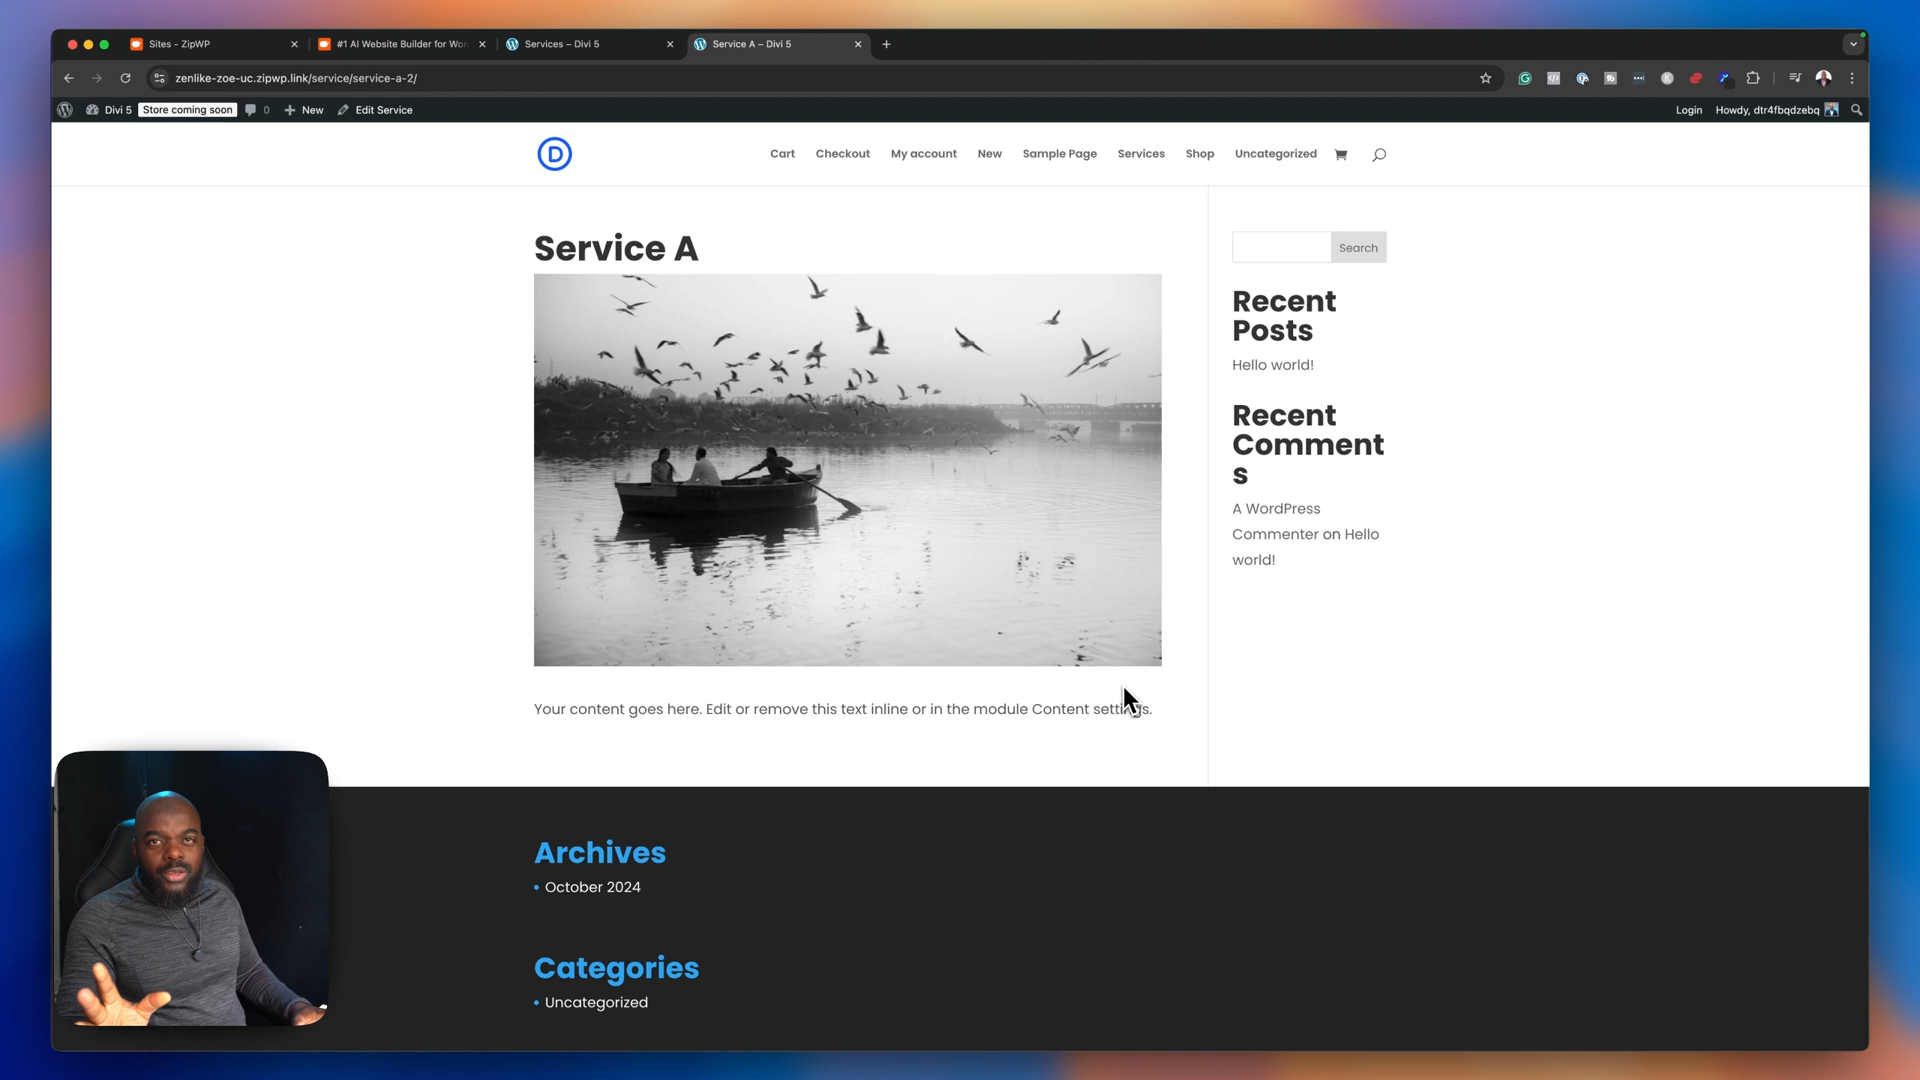 Sites - ZipWP
#1 AI Website Builder for Wor
Services – Divi 5
Service A – Divi 5
zenlike-zoe-uc.zipwp.link/service/service-a-2/
Divi 5
Store coming soon
0
New
Edit Service
Login
Howdy, dtr4fbqdzebq
D
Cart
Checkout
My account
New
Sample Page
Services
Shop
Uncategorized
Service A
Your content goes here. Edit or remove this text inline or in the module Content settings.
Search
Recent
Posts
Hello world!
Recent
Comment
s
A WordPress
Commenter on Hello
world!
Archives
October 2024
Categories
Uncategorized